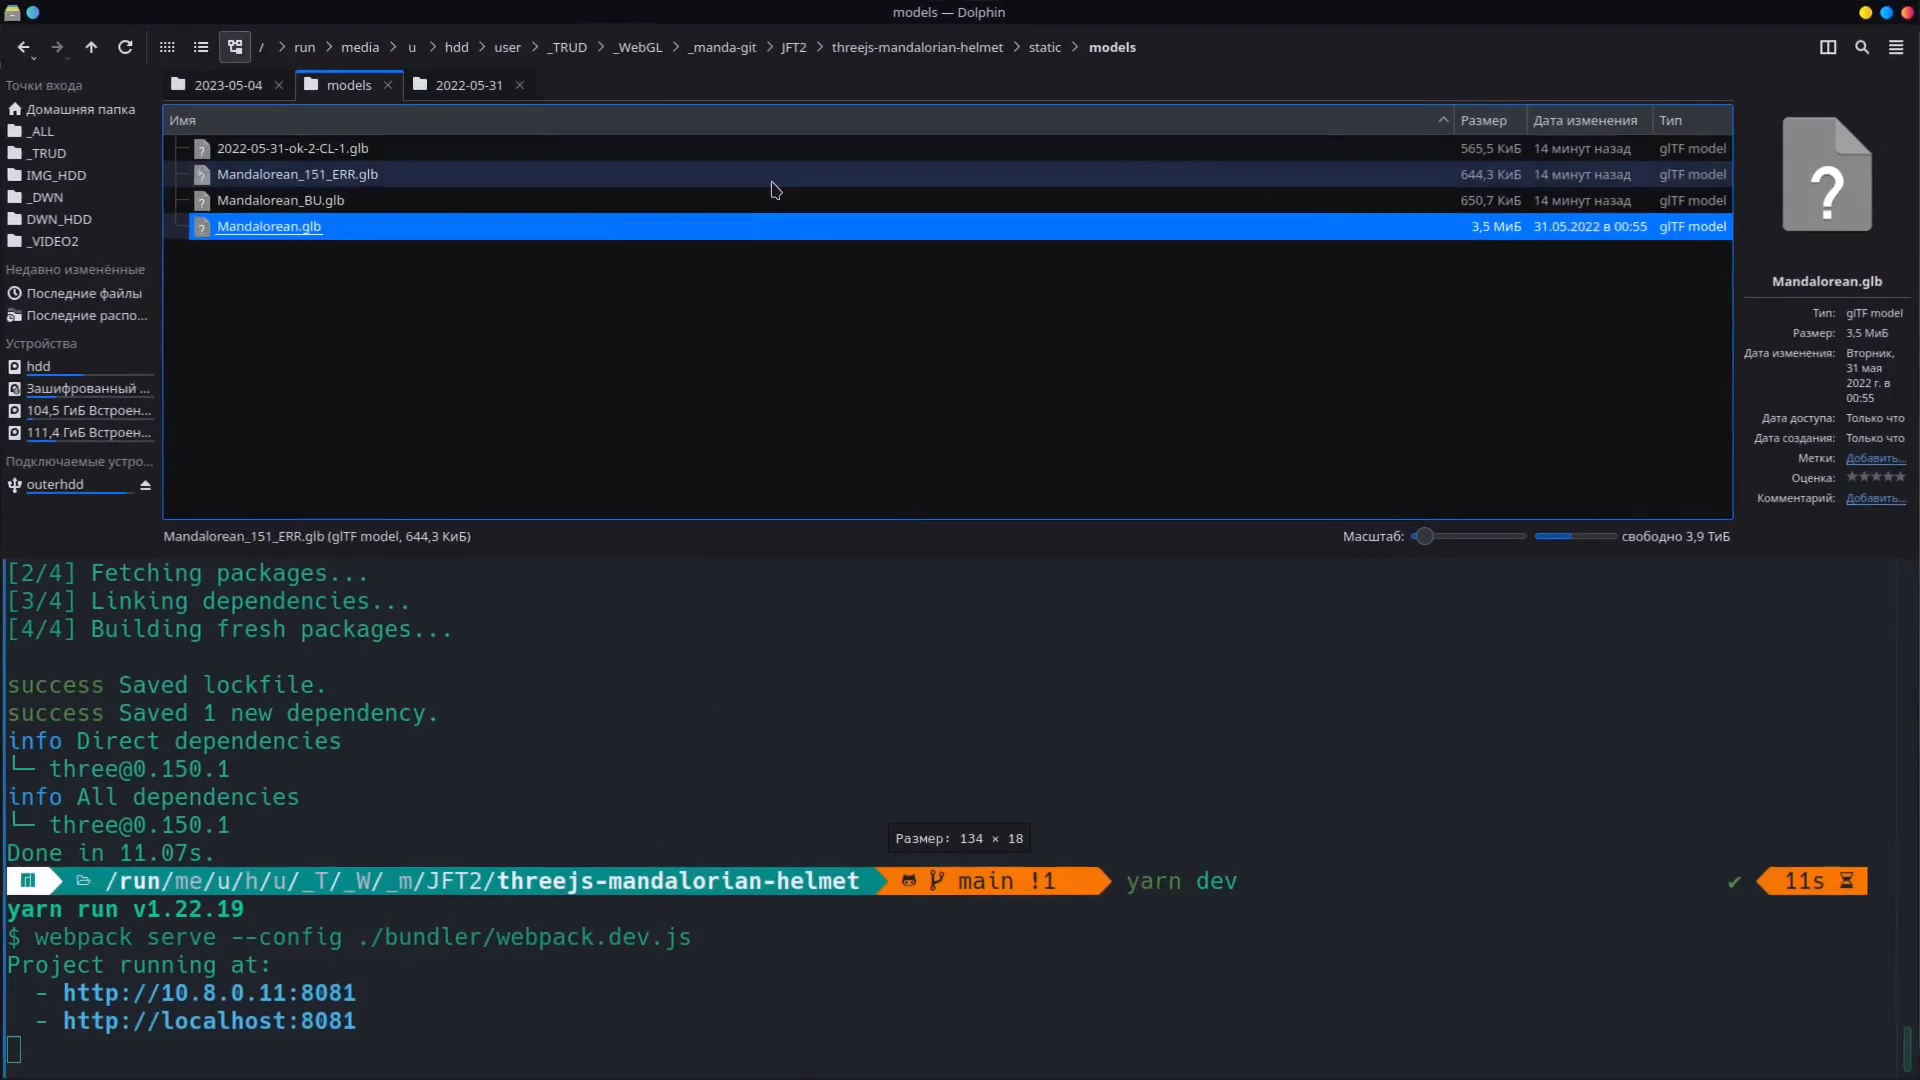 models — Dolphin
/ > run > media > u > hdd > user > _TRUD > _WebGL > _manda-git > JFT2 > threejs-mandalorian-helmet > static > models
Точки входа
Домашняя папка
_ALL
_TRUD
IMG_HDD
_DWN
DWN_HDD
_VIDEO2
Недавно изменённые
Последние файлы
Последние распо...
Устройства
hdd
Зашифрованный ...
104,5 ГиБ Встроен...
111,4 ГиБ Встроен...
Подключаемые устро...
outerhdd
2023-05-04 models 2022-05-31
Имя Размер Дата изменения Тип
2022-05-31-ok-2-CL-1.glb 565,5 КиБ 14 минут назад glTF model
Mandalorean_151_ERR.glb 644,3 КиБ 14 минут назад glTF model
Mandalorean_BU.glb 650,7 КиБ 14 минут назад glTF model
Mandalorean.glb 3,5 МиБ 31.05.2022 в 00:55 glTF model
Mandalorean.glb
Тип: glTF model
Размер: 3,5 МиБ
Дата изменения: Вторник,
31 мая
2022 г. в
00:55
Дата доступа: Только что
Дата создания: Только что
Метки: Добавить...
Оценка:
Комментарий: Добавить...
Mandalorean_151_ERR.glb (glTF model, 644,3 КиБ) Масштаб: свободно 3,9 ТиБ
[2/4] Fetching packages...
[3/4] Linking dependencies...
[4/4] Building fresh packages...
success Saved lockfile.
success Saved 1 new dependency.
info Direct dependencies
└─ three@0.150.1
info All dependencies
└─ three@0.150.1
Done in 11.07s.
Размер: 134 × 18
/run/me/u/h/u/_T/_W/_m/JFT2/threejs-mandalorian-helmet main !1 yarn dev ✔ 11s
yarn run v1.22.19
$ webpack serve --config ./bundler/webpack.dev.js
Project running at:
- http://10.8.0.11:8081
- http://localhost:8081